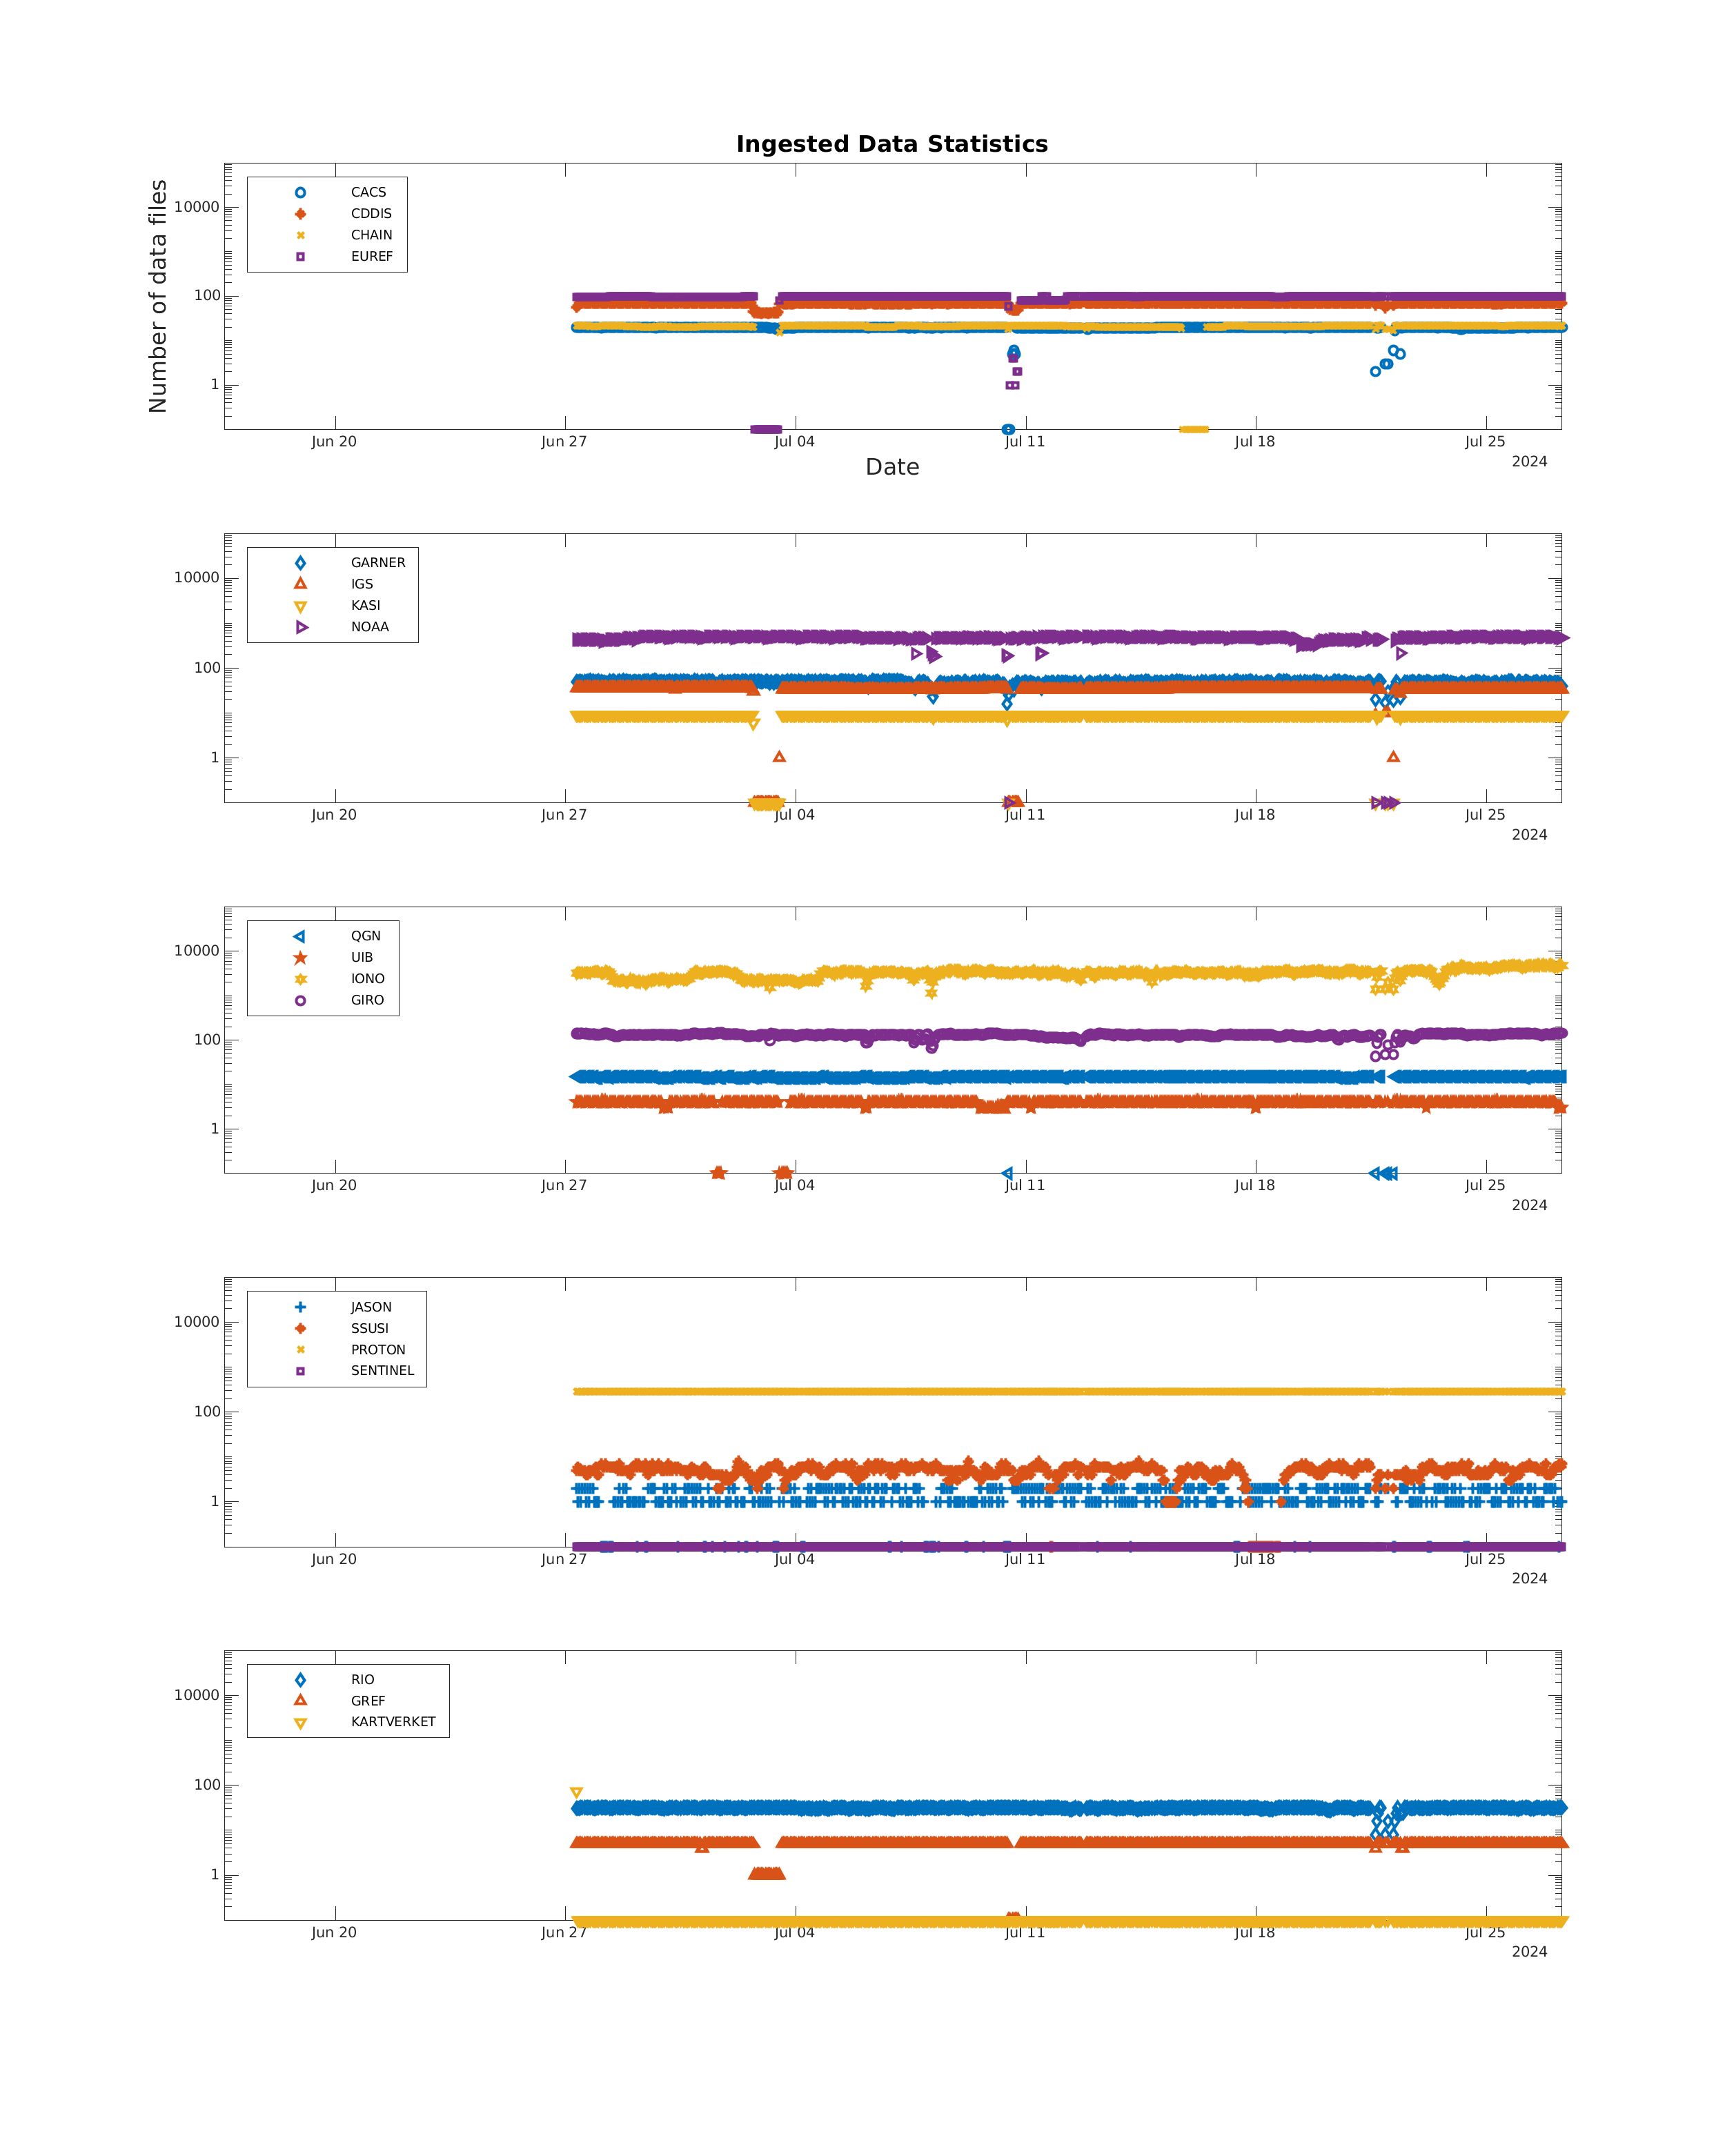 Ingested Data Statistics
Number of data files
10000
100
1
CACS
CDDIS
CHAIN
EUREF
Jun 20 Jun 27 Jul 04 Jul 11 Jul 18 Jul 25
2024
Date
10000
100
1
GARNER
IGS
KASI
NOAA
Jun 20 Jun 27 Jul 04 Jul 11 Jul 18 Jul 25
2024
10000
100
1
QGN
UIB
IONO
GIRO
Jun 20 Jun 27 Jul 04 Jul 11 Jul 18 Jul 25
2024
10000
100
1
JASON
SSUSI
PROTON
SENTINEL
Jun 20 Jun 27 Jul 04 Jul 11 Jul 18 Jul 25
2024
10000
100
1
RIO
GREF
KARTVERKET
Jun 20 Jun 27 Jul 04 Jul 11 Jul 18 Jul 25
2024